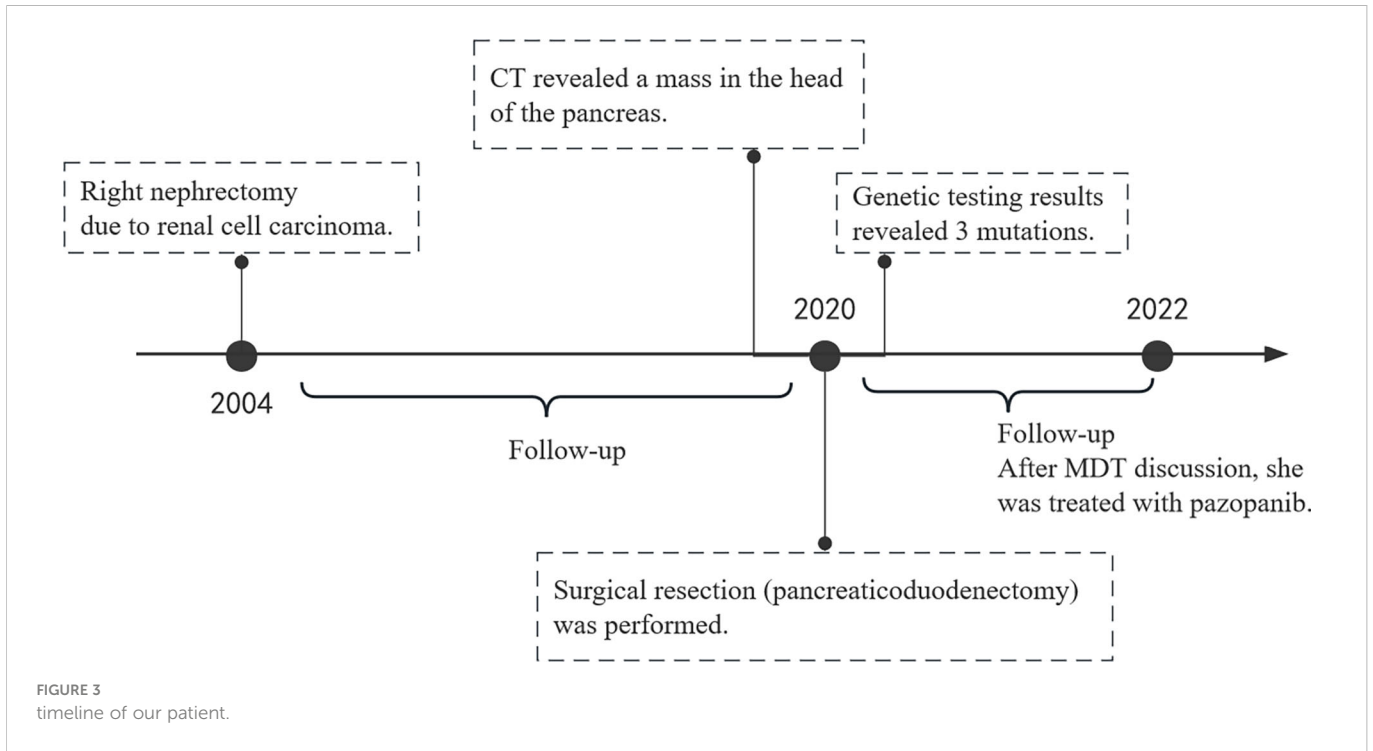 CT revealed a mass in the head
of the pancreas.
Right nephrectomy
due to renal cell carcinoma.
Genetic testing results
revealed 3 mutations.
2020
2022
2004
Follow-up
Follow-up
After MDT discussion, she
was treated with pazopanib.
Surgical resection (pancreaticoduodenectomy)
was performed.
FIGURE 3
timeline of our patient.